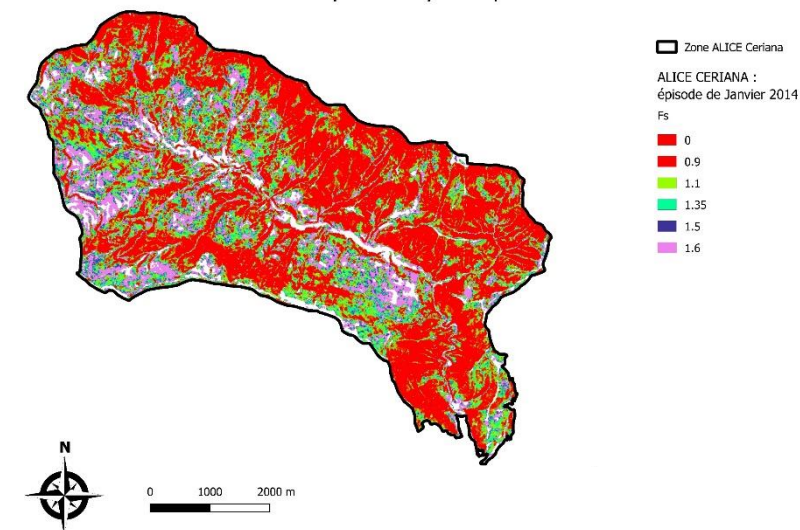 Zone ALICE Ceriana
ALICE CERIANA :
épisode de Janvier 2014
Fs
0
0.9
1.1
1.35
1.5
1.6
N
0 1000 2000 m